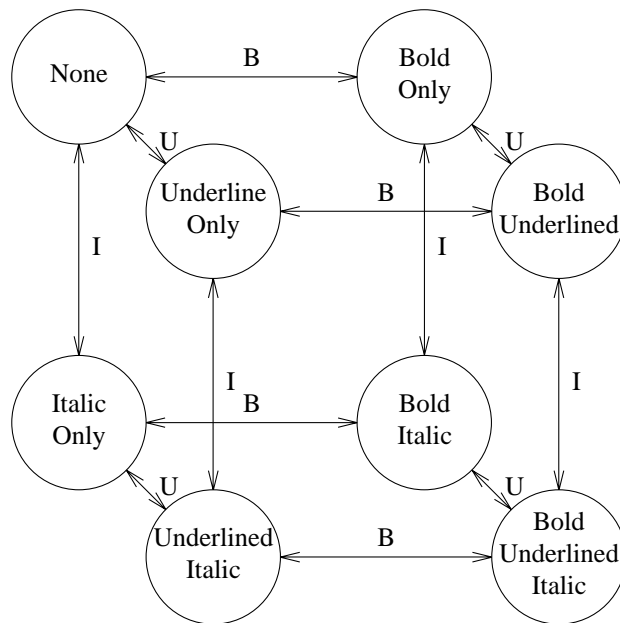 None
B
Bold
Only
U
U
Underline
Only
B
Bold
Underlined
I
I
I
I
Italic
Only
B
Bold
Italic
U
U
Underlined
Italic
B
Bold
Underlined
Italic